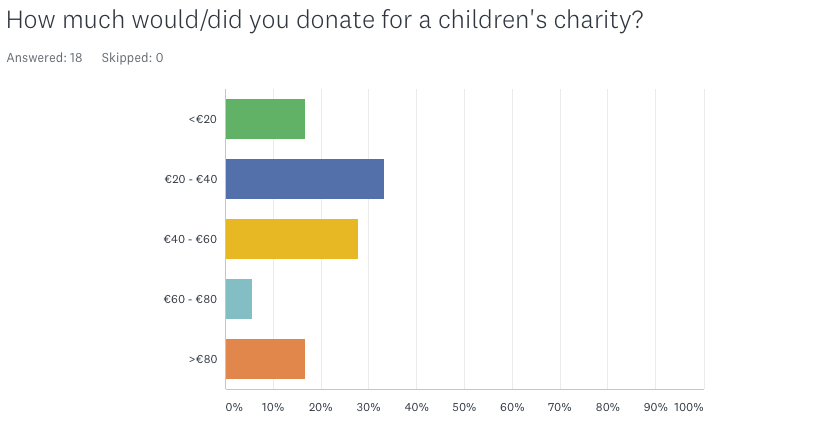 How much would/did you donate for a children's charity?
Answered: 18 Skipped: 0
<€20
€20 - €40
€40 - €60
€60 - €80
>€80
0% 10% 20% 30% 40% 50% 60% 70% 80% 90% 100%